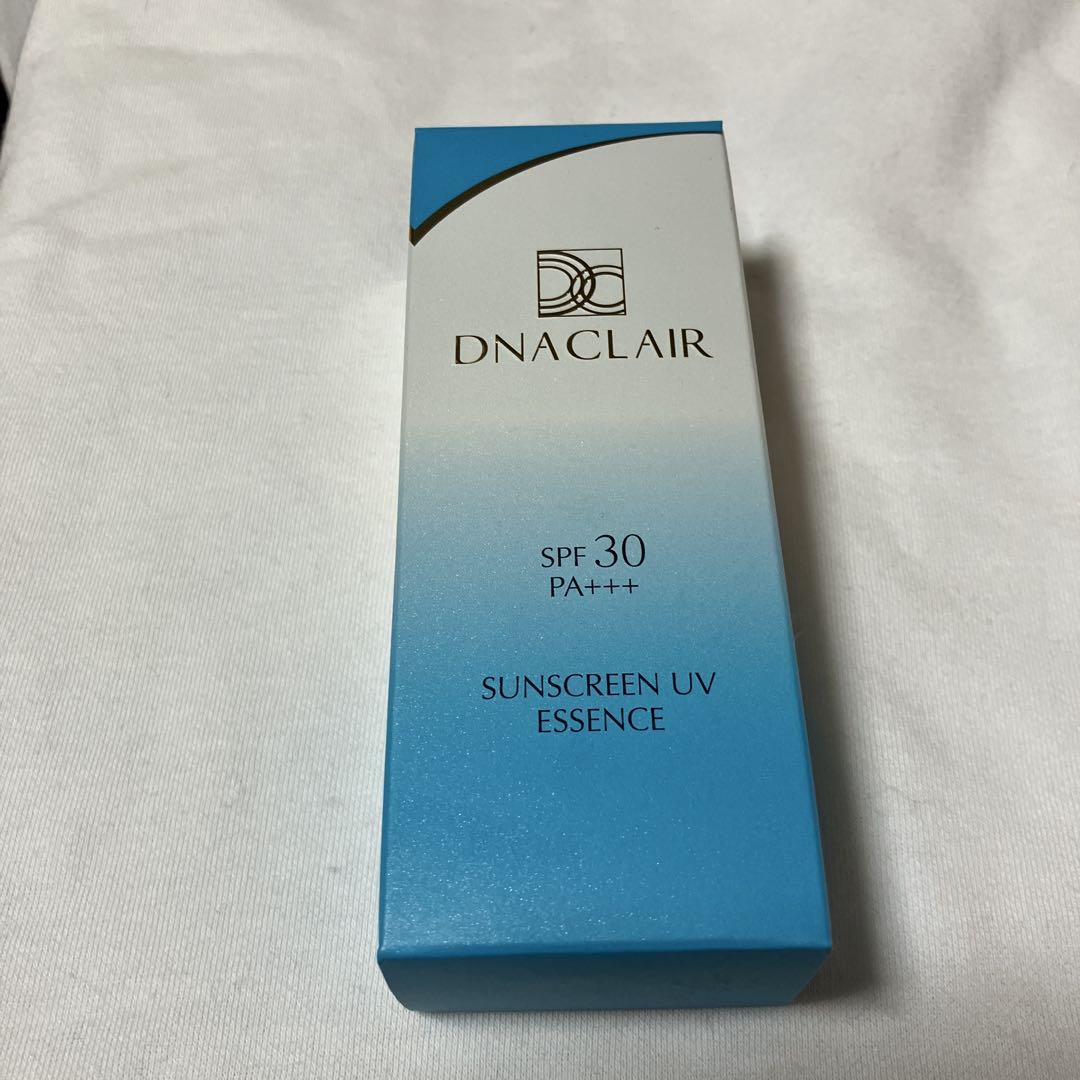 DNACLAIR
SPF 30
PA+++
SUNSCREEN UV
ESSENCE